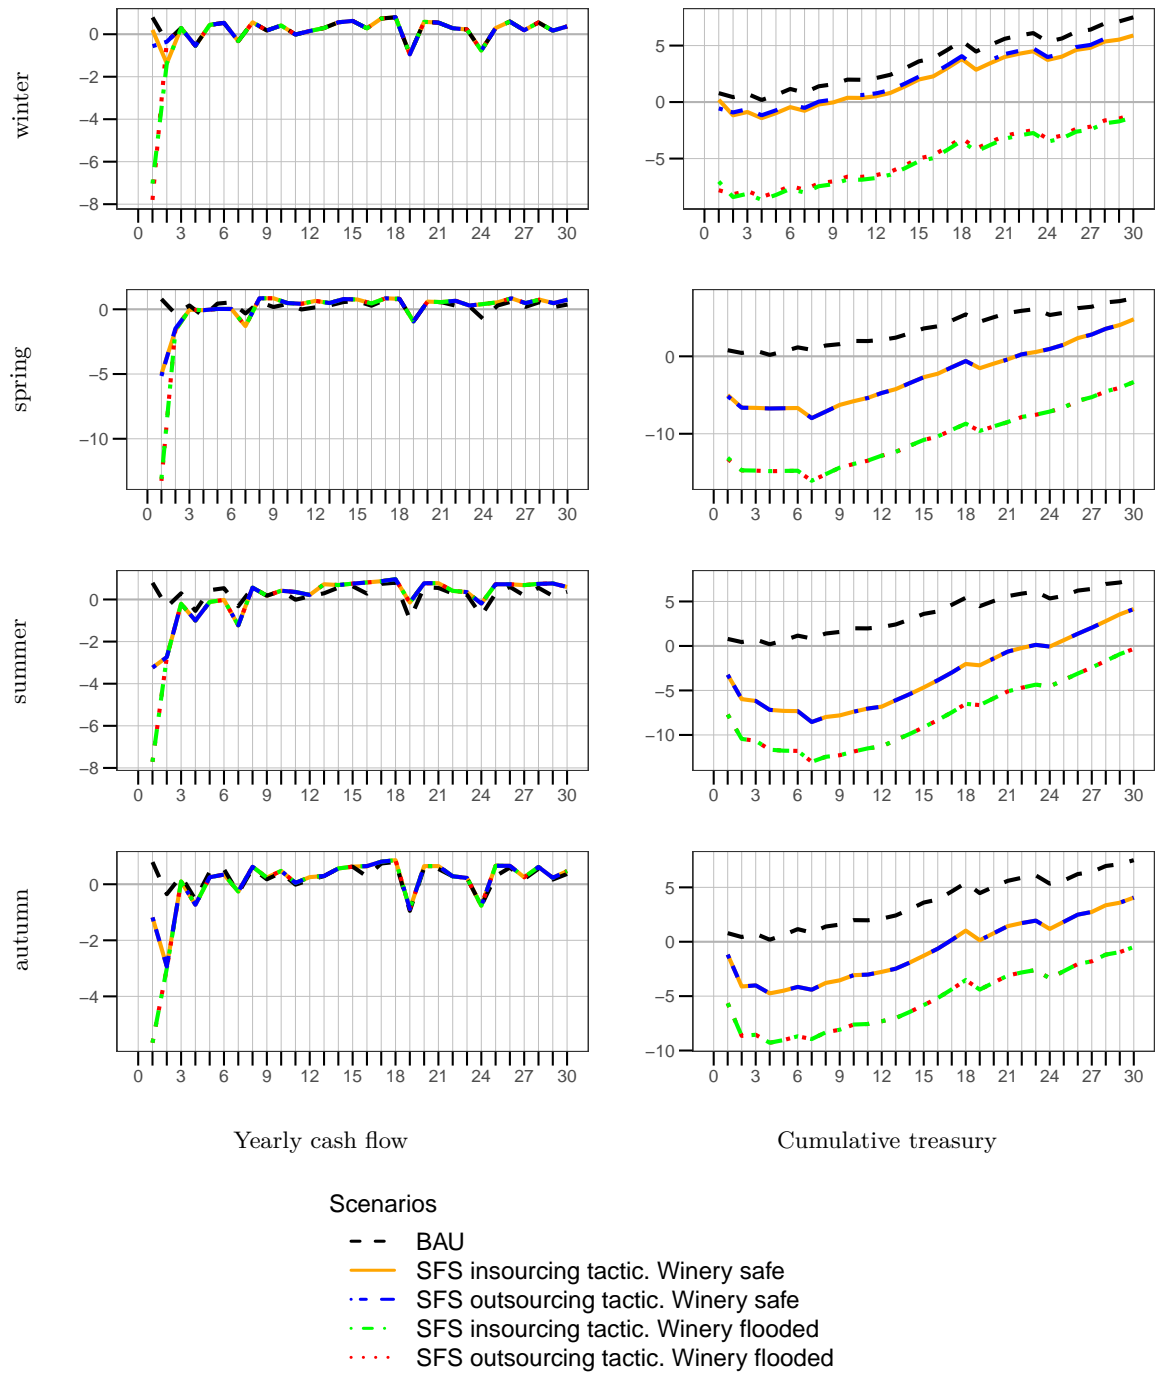 winter
0
−2
−4
−6
−8
0 3 6 9 12 15 18 21 24 27 30
5
0
−5
0 3 6 9 12 15 18 21 24 27 30
spring
0
−5
−10
0 3 6 9 12 15 18 21 24 27 30
0
−10
0 3 6 9 12 15 18 21 24 27 30
summer
0
−2
−4
−6
−8
0 3 6 9 12 15 18 21 24 27 30
5
0
−5
−10
0 3 6 9 12 15 18 21 24 27 30
autumn
0
−2
−4
0 3 6 9 12 15 18 21 24 27 30
5
0
−5
−10
0 3 6 9 12 15 18 21 24 27 30
Yearly cash flow
Cumulative treasury
Scenarios
BAU
SFS insourcing tactic. Winery safe
SFS outsourcing tactic. Winery safe
SFS insourcing tactic. Winery flooded
SFS outsourcing tactic. Winery flooded